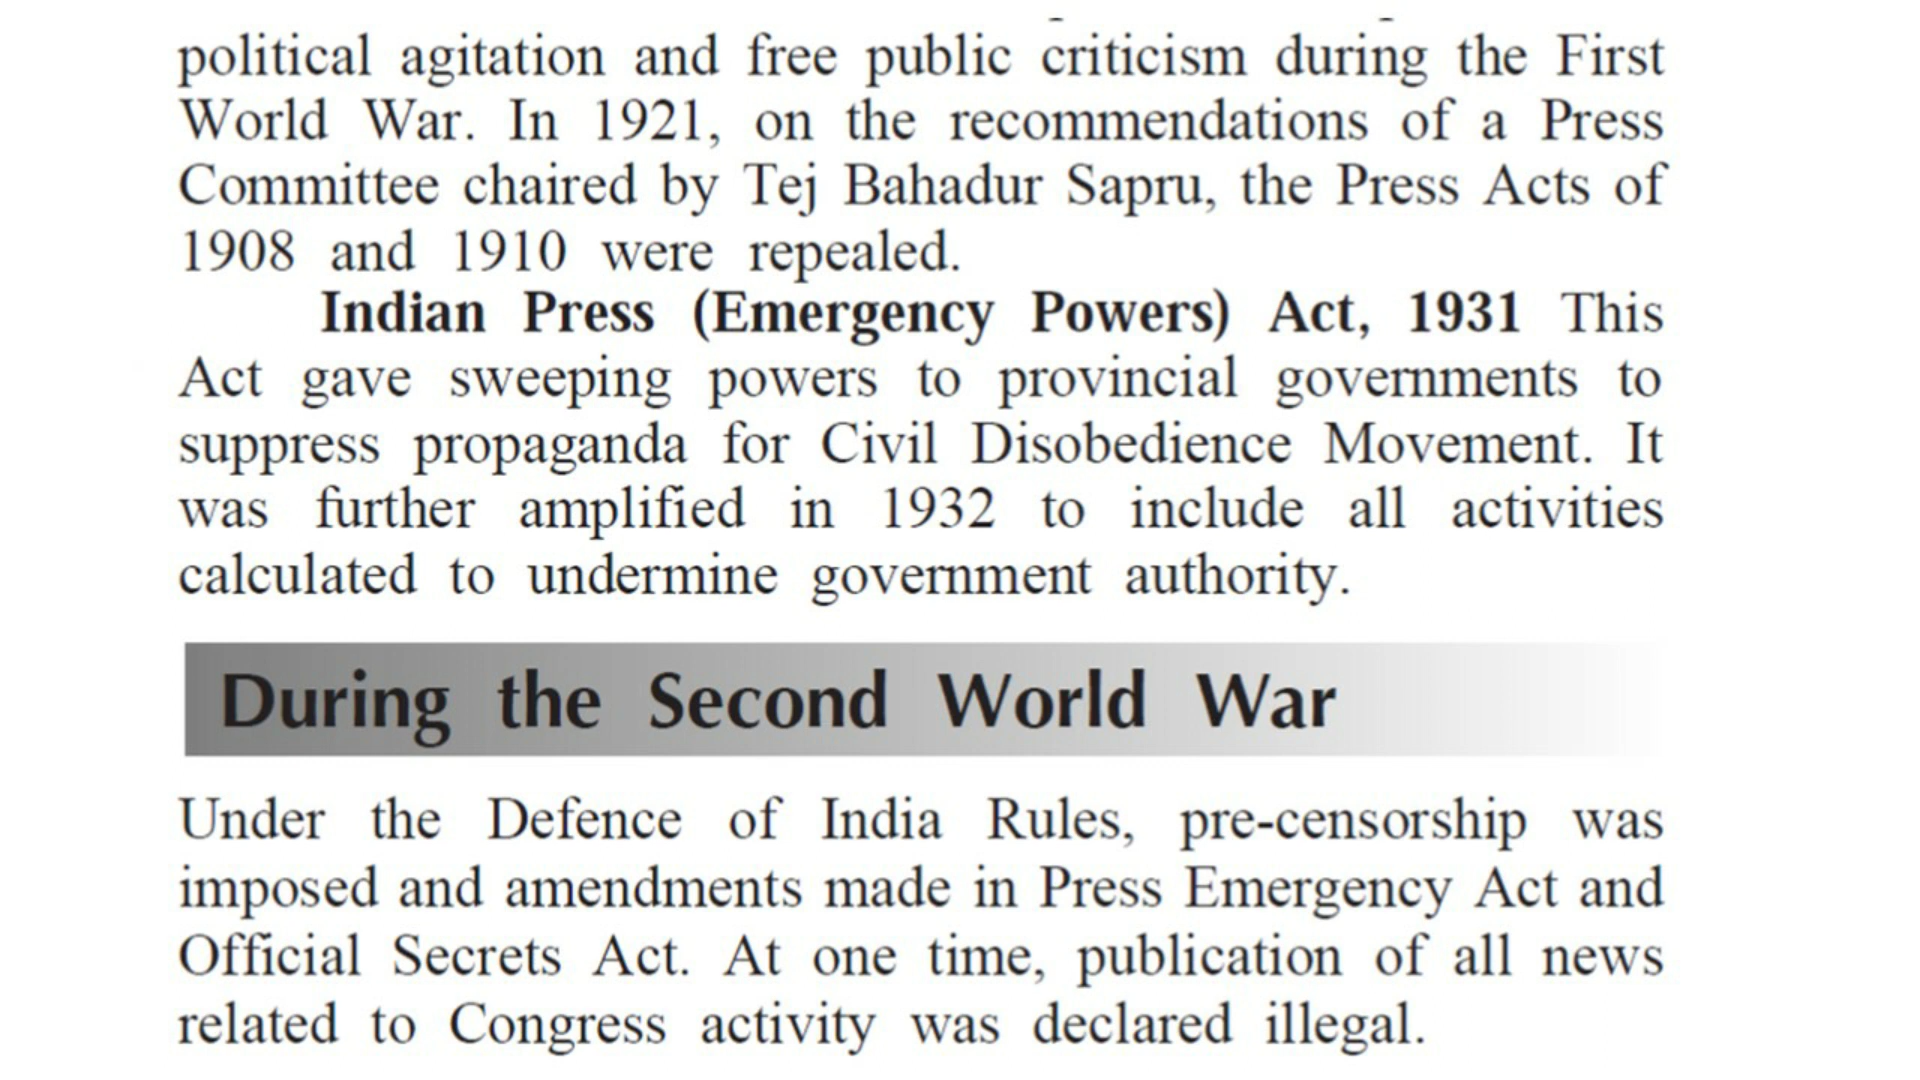 political agitation and free public criticism during the First
World War. In 1921, on the recommendations of a Press
Committee chaired by Tej Bahadur Sapru, the Press Acts of
1908 and 1910 were repealed.
Indian Press (Emergency Powers) Act, 1931 This
Act gave sweeping powers to provincial governments to
suppress propaganda for Civil Disobedience Movement. It
was further amplified in 1932 to include all activities
calculated to undermine government authority.
During the Second World War
Under the Defence of India Rules, pre-censorship was
imposed and amendments made in Press Emergency Act and
Official Secrets Act. At one time, publication of all news
related to Congress activity was declared illegal.